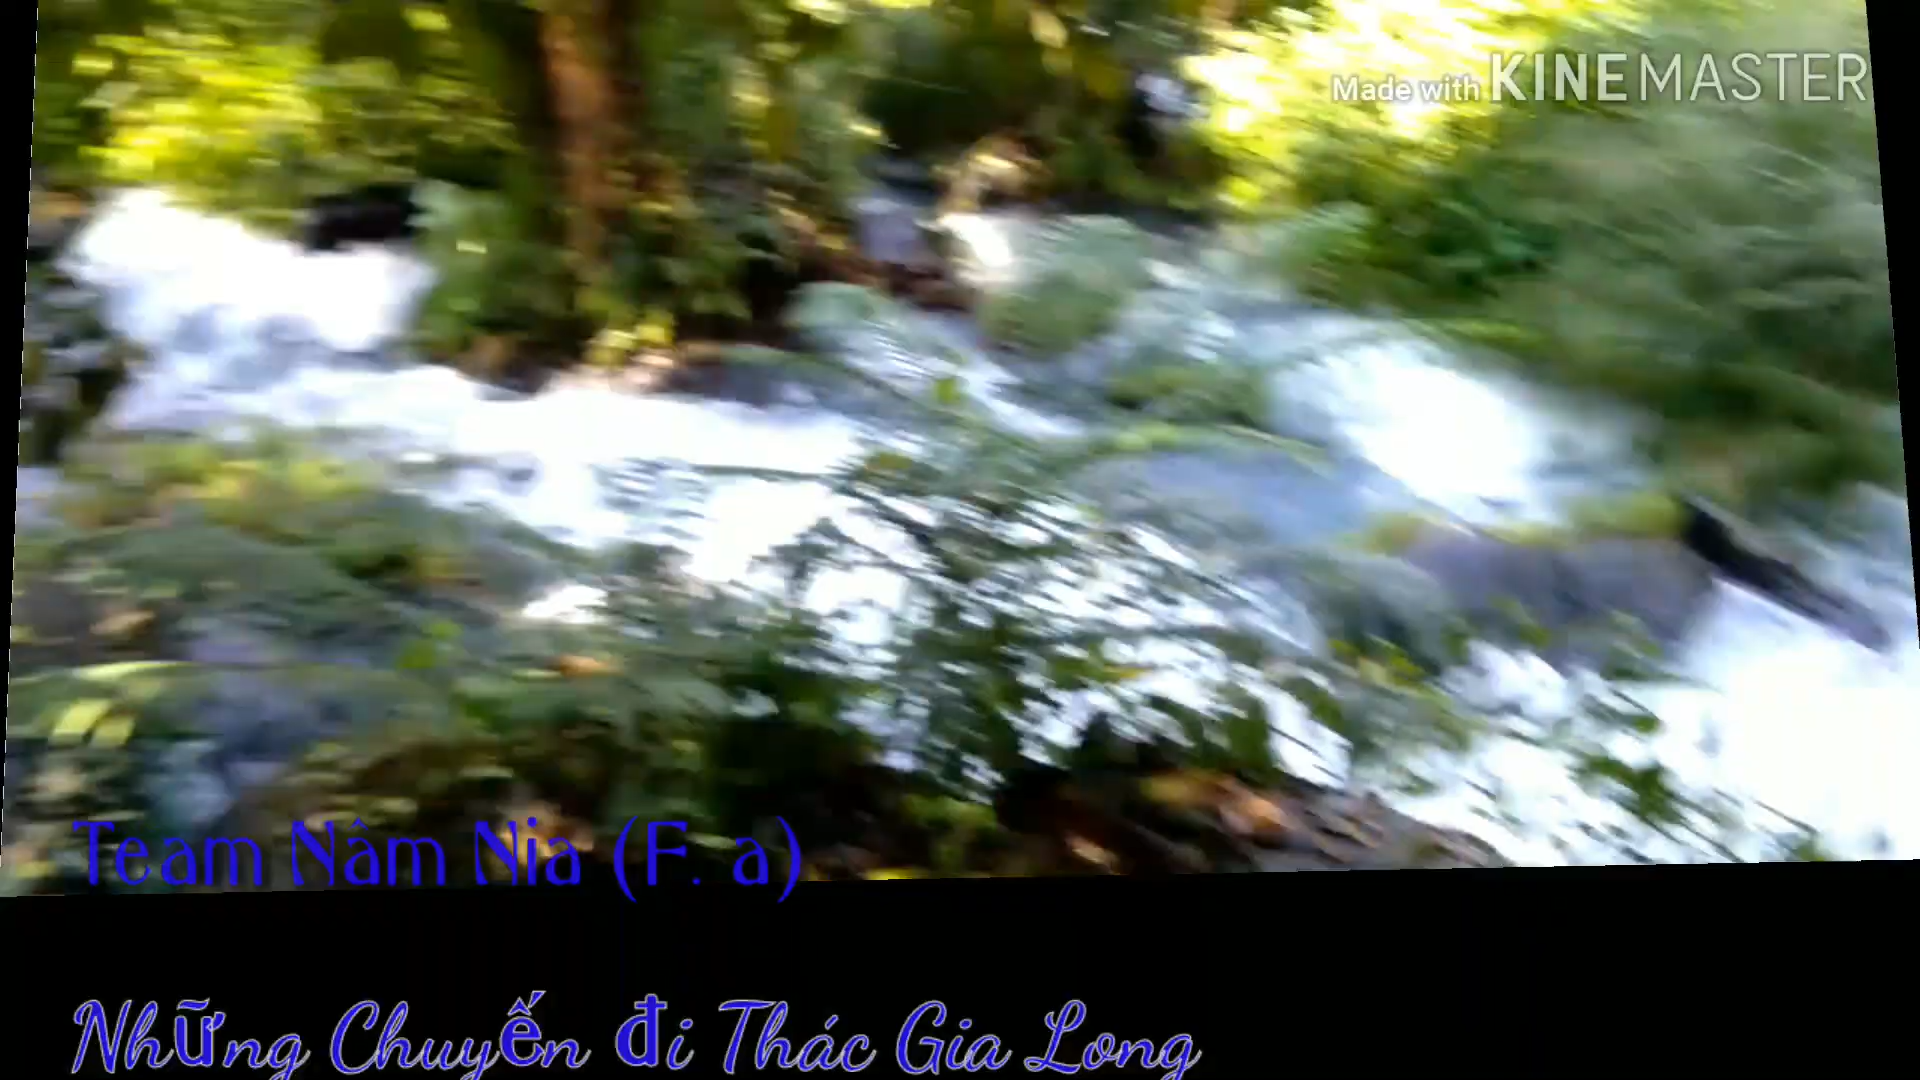 Made with KINEMASTER
Team Nâm Nia (F. a)
Những Chuyến đi Thác Gia Long